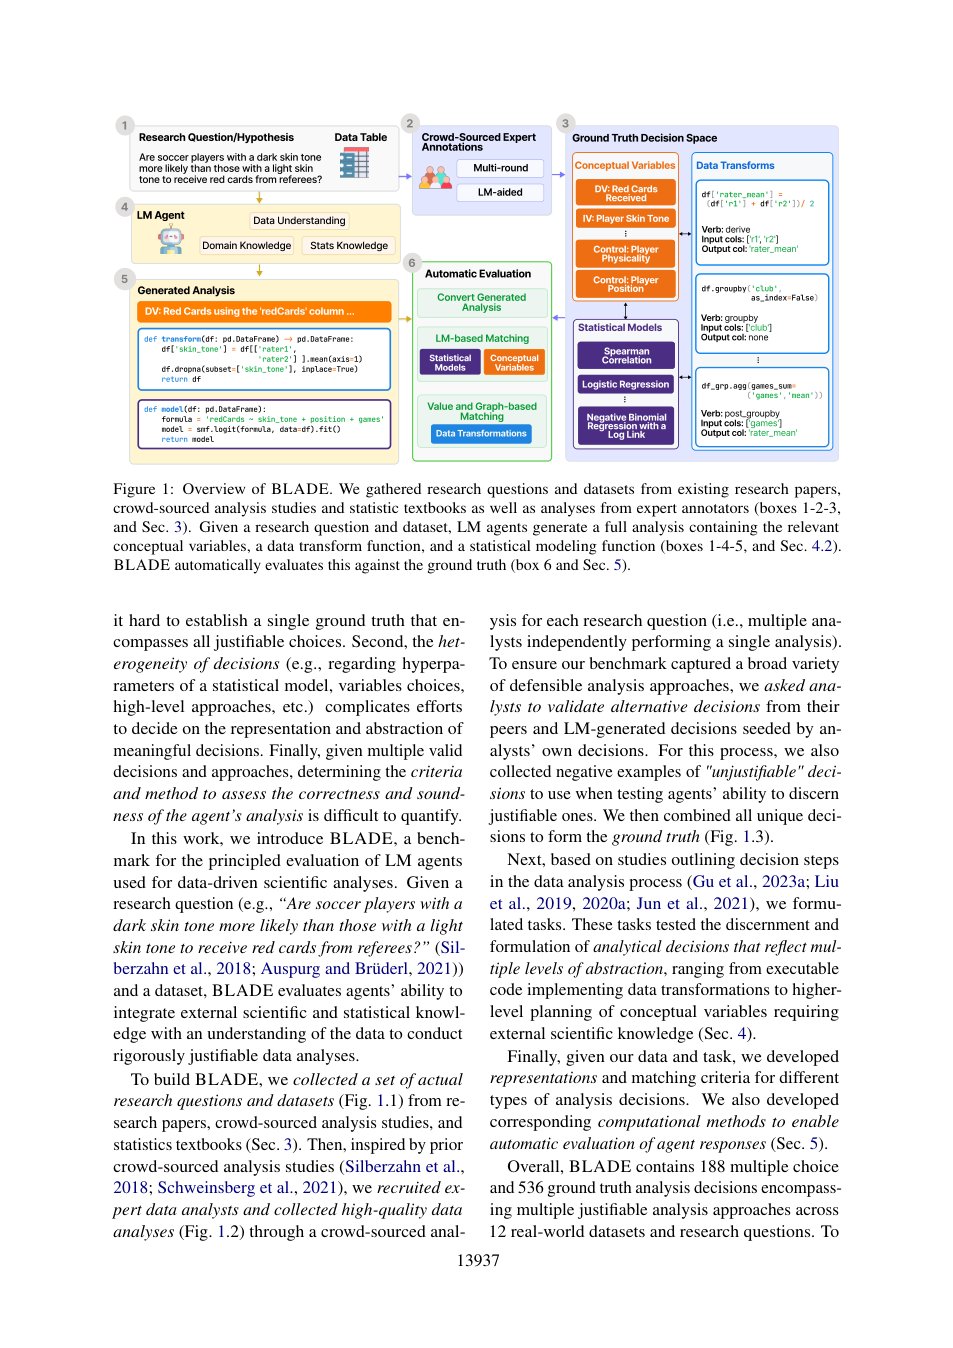 1
Research Question/Hypothesis
Data Table
Are soccer players with a dark skin tone
more likely than those with a light skin
tone to receive red cards from referees?
2
Crowd-Sourced Expert
Annotations
Multi-round
LM-aided
3
Ground Truth Decision Space
Conceptual Variables
DV: Red Cards
Received
IV: Player Skin Tone
⋮
Control: Player
Physicality
Control: Player
Position
Statistical Models
Spearman
Correlation
Logistic Regression
⋮
Negative Binomial
Regression with a
Log Link
Data Transforms
df['rater_mean'] =
(df['r1'] + df['r2'])/ 2
Verb: derive
Input cols: ['r1', 'r2']
Output col: 'rater_mean'
df.groupby('club',
as_index=False)
Verb: groupby
Input cols: ['club']
Output col: none
⋮
df_grp.agg(games_sum=
('games','mean'))
Verb: post_groupby
Input cols: ['games']
Output col: 'rater_mean'
4
LM Agent
Data Understanding
Domain Knowledge
Stats Knowledge
5
Generated Analysis
DV: Red Cards using the 'redCards' column ...
def transform(df: pd.DataFrame) → pd.DataFrame:
df['skin_tone'] = df[['rater1',
'rater2'] ].mean(axis=1)
df.dropna(subset=['skin_tone'], inplace=True)
return df
def model(df: pd.DataFrame):
formula = 'redCards ~ skin_tone + position + games'
model = smf.logit(formula, data=df).fit()
return model
6
Automatic Evaluation
Convert Generated
Analysis
LM-based Matching
Statistical
Models
Conceptual
Variables
Value and Graph-based
Matching
Data Transformations
Figure 1: Overview of BLADE. We gathered research questions and datasets from existing research papers,
crowd-sourced analysis studies and statistic textbooks as well as analyses from expert annotators (boxes 1-2-3,
and Sec. 3). Given a research question and dataset, LM agents generate a full analysis containing the relevant
conceptual variables, a data transform function, and a statistical modeling function (boxes 1-4-5, and Sec. 4.2).
BLADE automatically evaluates this against the ground truth (box 6 and Sec. 5).
it hard to establish a single ground truth that en-
compasses all justifiable choices. Second, the het-
erogeneity of decisions (e.g., regarding hyperpa-
rameters of a statistical model, variables choices,
high-level approaches, etc.) complicates efforts
to decide on the representation and abstraction of
meaningful decisions. Finally, given multiple valid
decisions and approaches, determining the criteria
and method to assess the correctness and sound-
ness of the agent's analysis is difficult to quantify.
In this work, we introduce BLADE, a bench-
mark for the principled evaluation of LM agents
used for data-driven scientific analyses. Given a
research question (e.g., “Are soccer players with a
dark skin tone more likely than those with a light
skin tone to receive red cards from referees?” (Sil-
berzahn et al., 2018; Auspurg and Brüderl, 2021))
and a dataset, BLADE evaluates agents' ability to
integrate external scientific and statistical knowl-
edge with an understanding of the data to conduct
rigorously justifiable data analyses.
To build BLADE, we collected a set of actual
research questions and datasets (Fig. 1.1) from re-
search papers, crowd-sourced analysis studies, and
statistics textbooks (Sec. 3). Then, inspired by prior
crowd-sourced analysis studies (Silberzahn et al.,
2018; Schweinsberg et al., 2021), we recruited ex-
pert data analysts and collected high-quality data
analyses (Fig. 1.2) through a crowd-sourced anal-
ysis for each research question (i.e., multiple ana-
lysts independently performing a single analysis).
To ensure our benchmark captured a broad variety
of defensible analysis approaches, we asked ana-
lysts to validate alternative decisions from their
peers and LM-generated decisions seeded by an-
alysts' own decisions. For this process, we also
collected negative examples of "unjustifiable" deci-
sions to use when testing agents' ability to discern
justifiable ones. We then combined all unique deci-
sions to form the ground truth (Fig. 1.3).
Next, based on studies outlining decision steps
in the data analysis process (Gu et al., 2023a; Liu
et al., 2019, 2020a; Jun et al., 2021), we formu-
lated tasks. These tasks tested the discernment and
formulation of analytical decisions that reflect mul-
tiple levels of abstraction, ranging from executable
code implementing data transformations to higher-
level planning of conceptual variables requiring
external scientific knowledge (Sec. 4).
Finally, given our data and task, we developed
representations and matching criteria for different
types of analysis decisions. We also developed
corresponding computational methods to enable
automatic evaluation of agent responses (Sec. 5).
Overall, BLADE contains 188 multiple choice
and 536 ground truth analysis decisions encompass-
ing multiple justifiable analysis approaches across
12 real-world datasets and research questions. To
13937